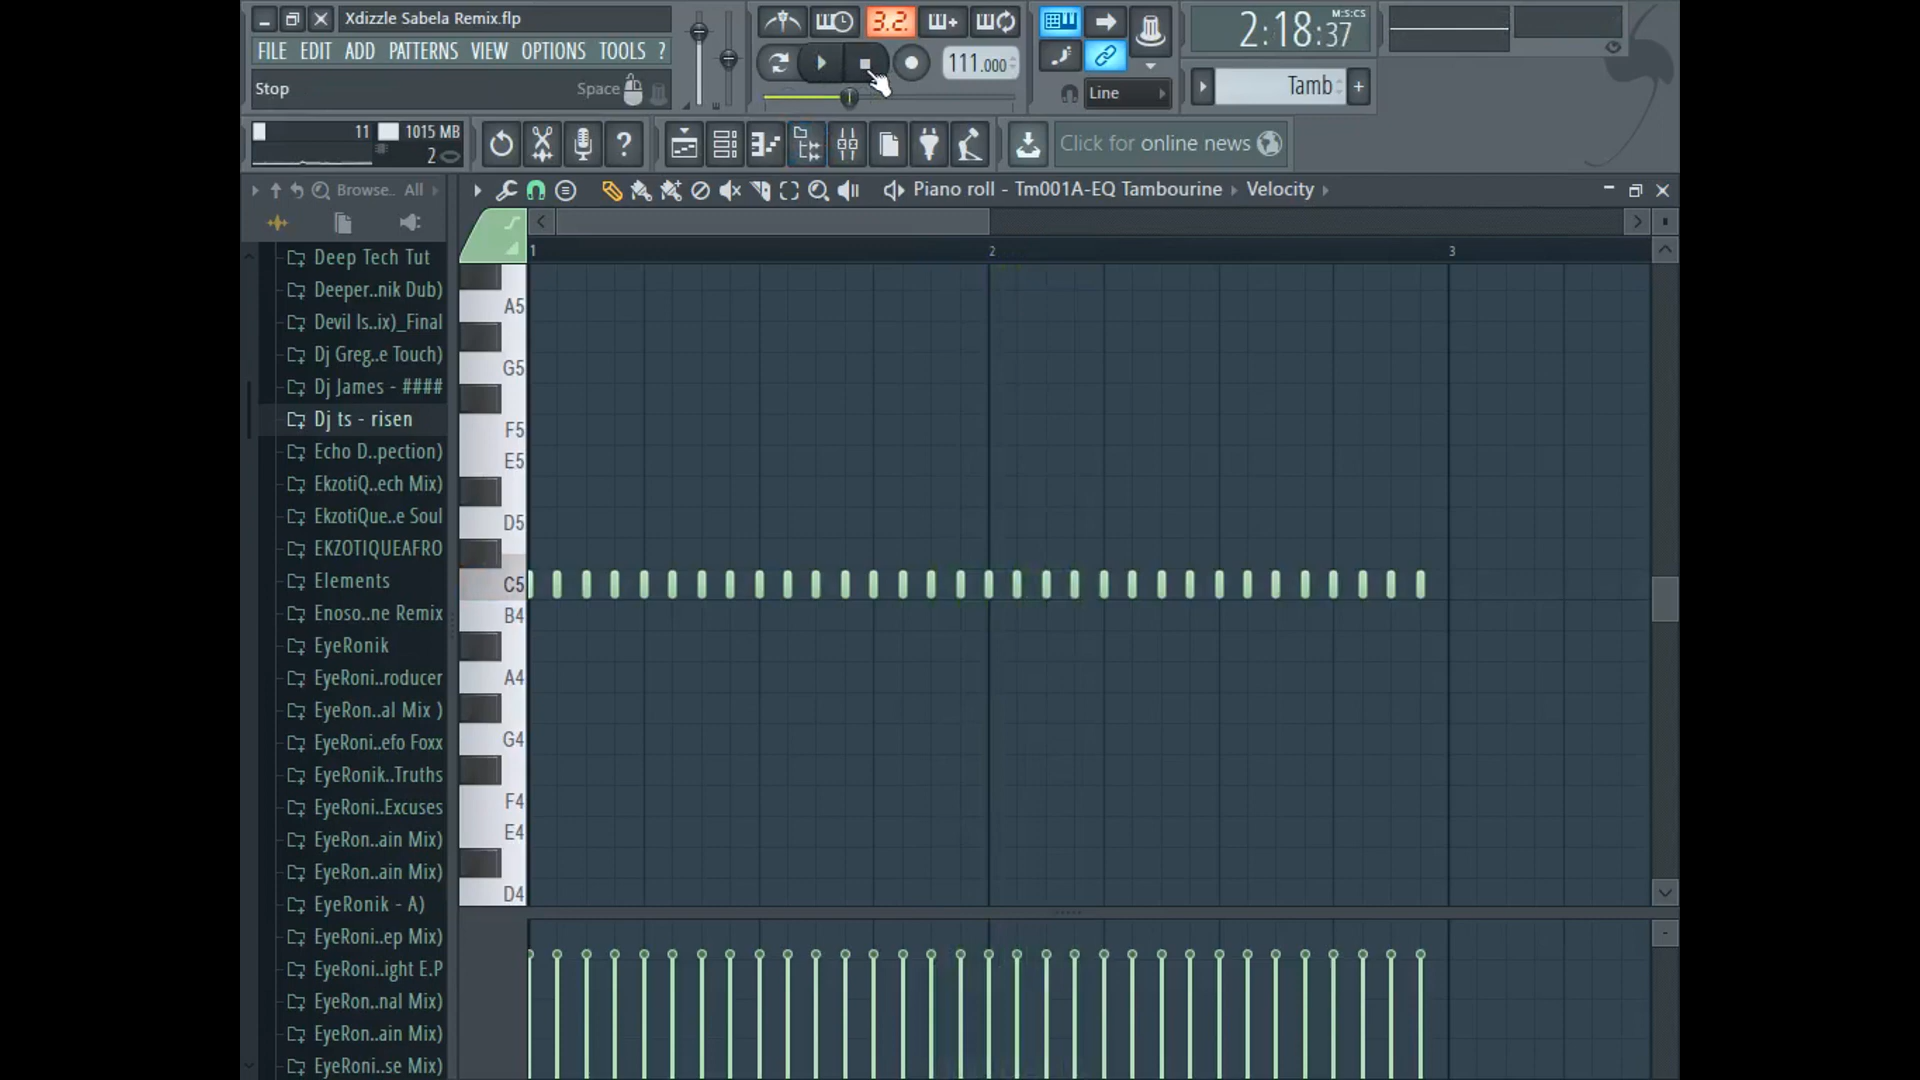 Xdizzle Sabela Remix.flp
FILE EDIT ADD PATTERNS VIEW OPTIONS TOOLS ?
Stop Space
3.2.
111.000
Line
2:18:37
M:S:CS
Tamb
11 1015 MB
2
Click for online news
Browse.. All
Piano roll - Tm001A-EQ Tambourine Velocity
Deep Tech Tut
Deeper..nik Dub)
Devil Is..ix)_Final
Dj Greg..e Touch)
Dj James - ####
Dj ts - risen
Echo D..pection)
EkzotiQ..ech Mix)
EkzotiQue..e Soul
EKZOTIQUEAFRO
Elements
Enoso..ne Remix
EyeRonik
EyeRoni..roducer
EyeRon..al Mix )
EyeRoni..efo Foxx
EyeRonik..Truths
EyeRoni..Excuses
EyeRon..ain Mix)
EyeRon..ain Mix)
EyeRonik - A)
EyeRoni..ep Mix)
EyeRoni..ight E.P
EyeRon..nal Mix)
EyeRon..ain Mix)
EyeRoni..se Mix)
1 2 3
A5
G5
F5
E5
D5
C5
B4
A4
G4
F4
E4
D4